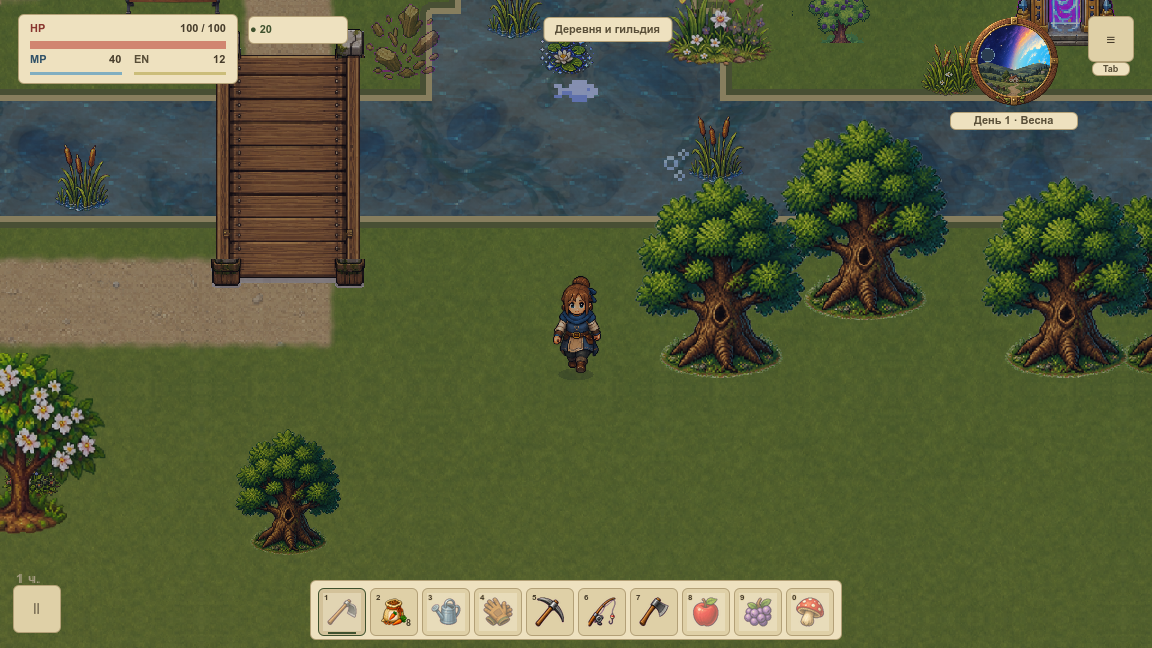 HP 100 / 100
MP 40 EN 12
20
Деревня и гильдия
≡
Tab
День 1 · Весна
1 ч.
||
1 2 3 4 5 6 7 8 9 0
8